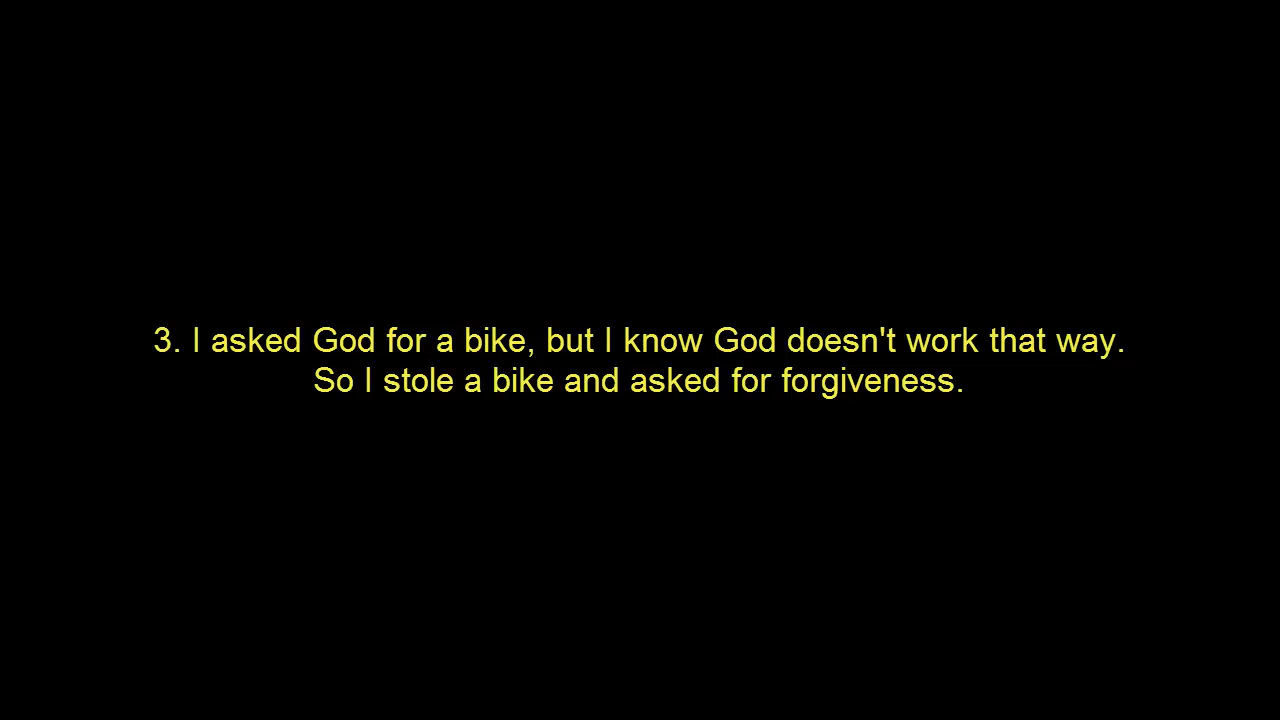 3. I asked God for a bike, but I know God doesn't work that way.
So I stole a bike and asked for forgiveness.